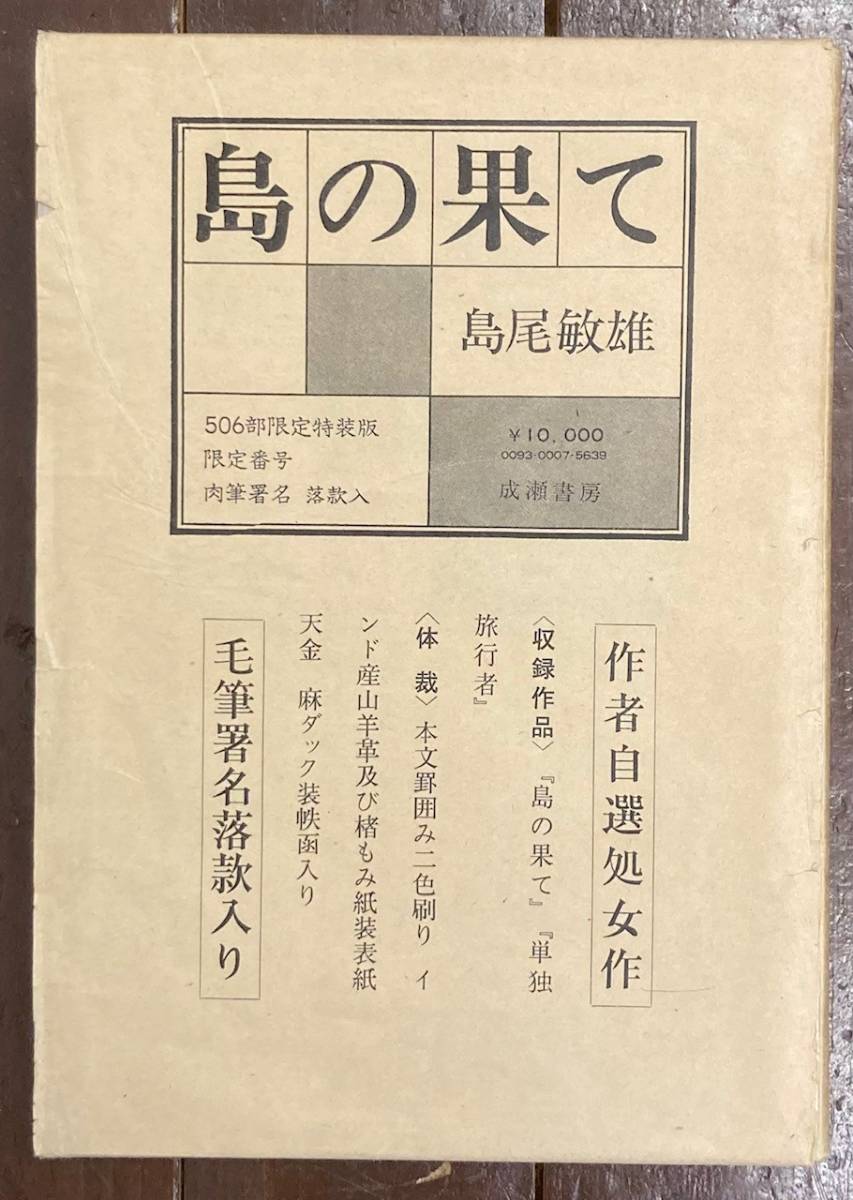 島の果て
島尾敏雄
506部限定特装版
限定番号
肉筆署名 落款入
￥10,000
0093-0007-5639
成瀬書房
作者自選処女作
〈収録作品〉『島の果て』『単独
旅行者』
〈体 裁〉本文罫囲み二色刷り イ
ンド産山羊革及び楮もみ紙装表紙
天金 麻ダック装帙函入り
毛筆署名落款入り